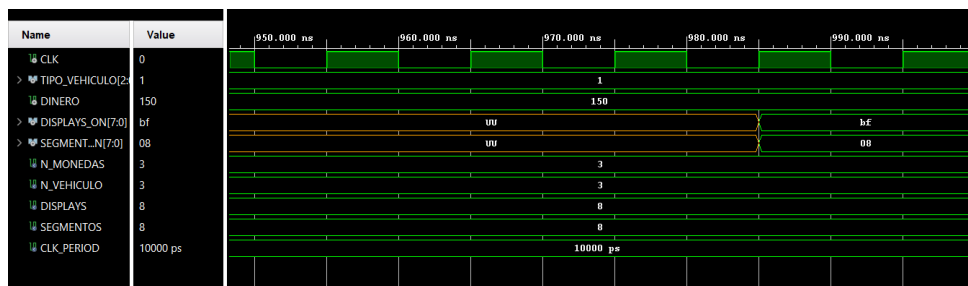 Name Value
950.000 ns 960.000 ns 970.000 ns 980.000 ns 990.000 ns
CLK 0
TIPO_VEHICULO[2:0 1 1
DINERO 150 150
DISPLAYS_ON[7:0] bf UU bf
SEGMENT...N[7:0] 08 UU 08
N_MONEDAS 3 3
N_VEHICULO 3 3
DISPLAYS 8 8
SEGMENTOS 8 8
CLK_PERIOD 10000 ps 10000 ps